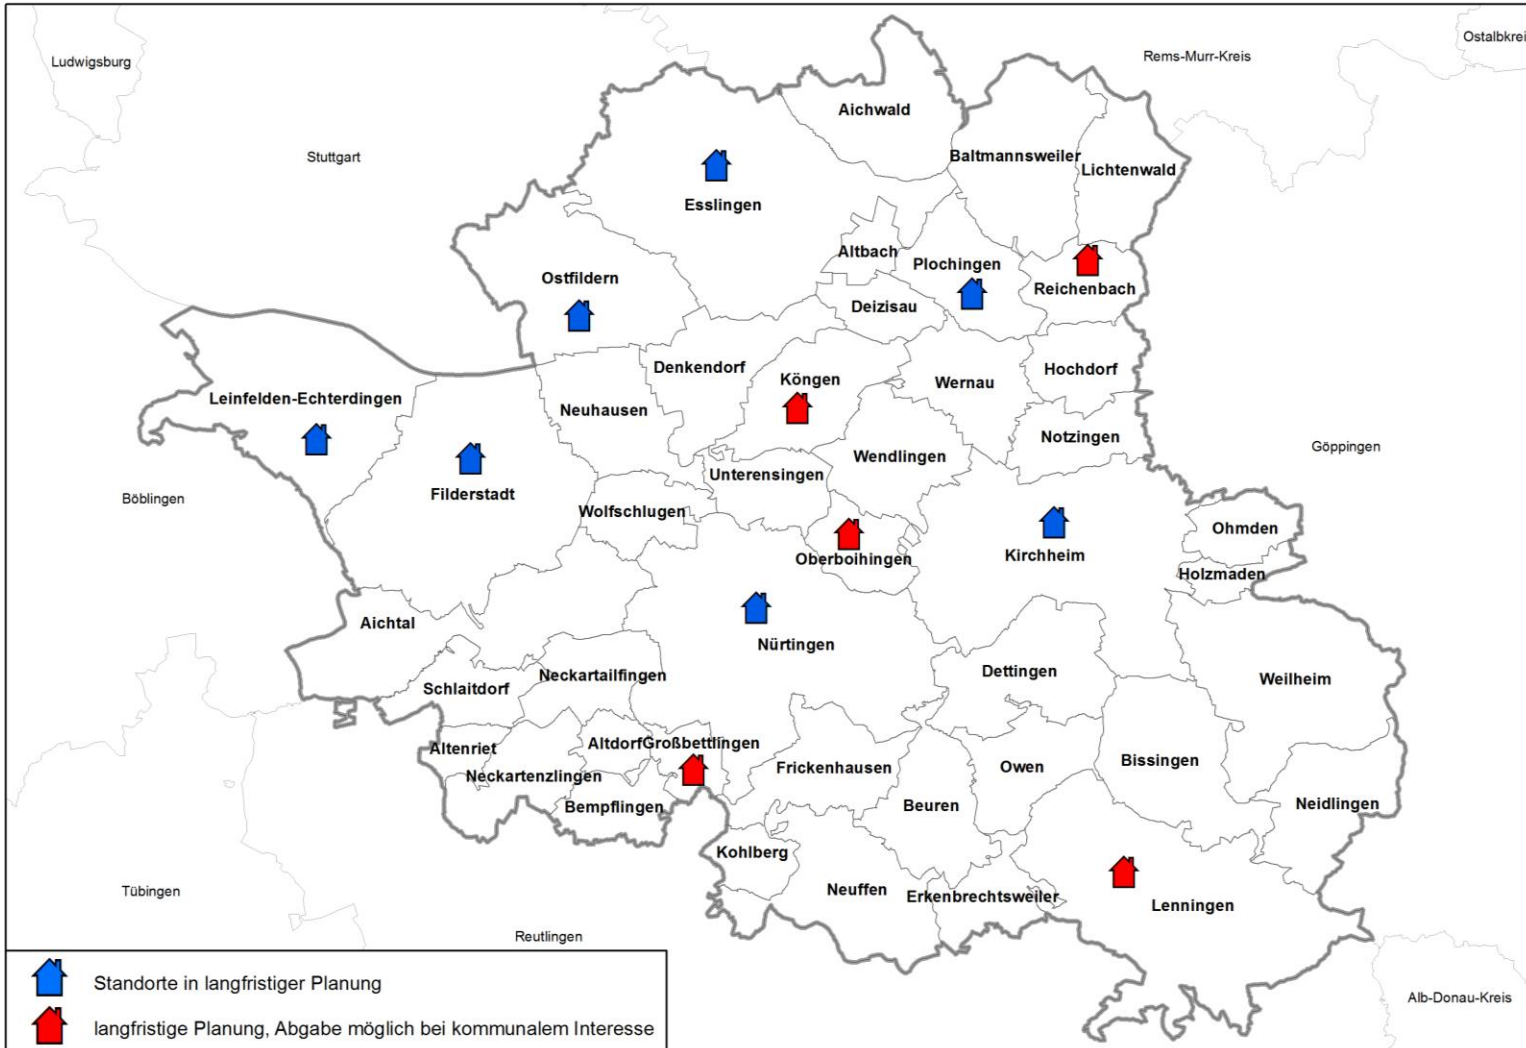 Ostalbkrei
Rems-Murr-Kreis
Ludwigsburg
Aichwald
Stuttgart
Baltmannsweiler
Lichtenwald
Esslingen
Altbach
Plochingen
Ostfildern
Reichenbach
Deizisau
Denkendorf
Köngen
Wernau
Hochdorf
Leinfelden-Echterdingen
Neuhausen
Notzingen
Göppingen
Wendlingen
Unterensingen
Filderstadt
Böblingen
Wolfschlugen
Ohmden
Oberboihingen
Kirchheim
Holzmaden
Aichtal
Nürtingen
Dettingen
Neckartailfingen
Weilheim
Schlaitdorf
Altenriet
Altdorf
Großbettlingen
Bissingen
Frickenhausen
Owen
Neckartenzlingen
Neidlingen
Beuren
Bempflingen
Kohlberg
Tübingen
Neuffen
Erkenbrechtsweiler
Lenningen
Reutlingen
Alb-Donau-Kreis
Standorte in langfristiger Planung
langfristige Planung, Abgabe möglich bei kommunalem Interesse